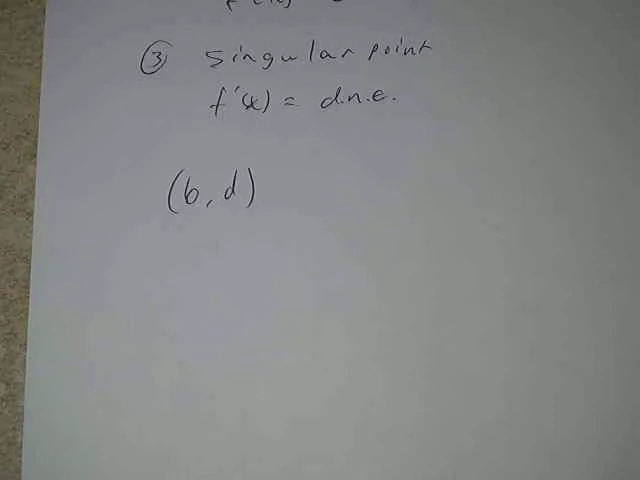 ③ singular point
f'(x) = d.n.e.
(b, d)